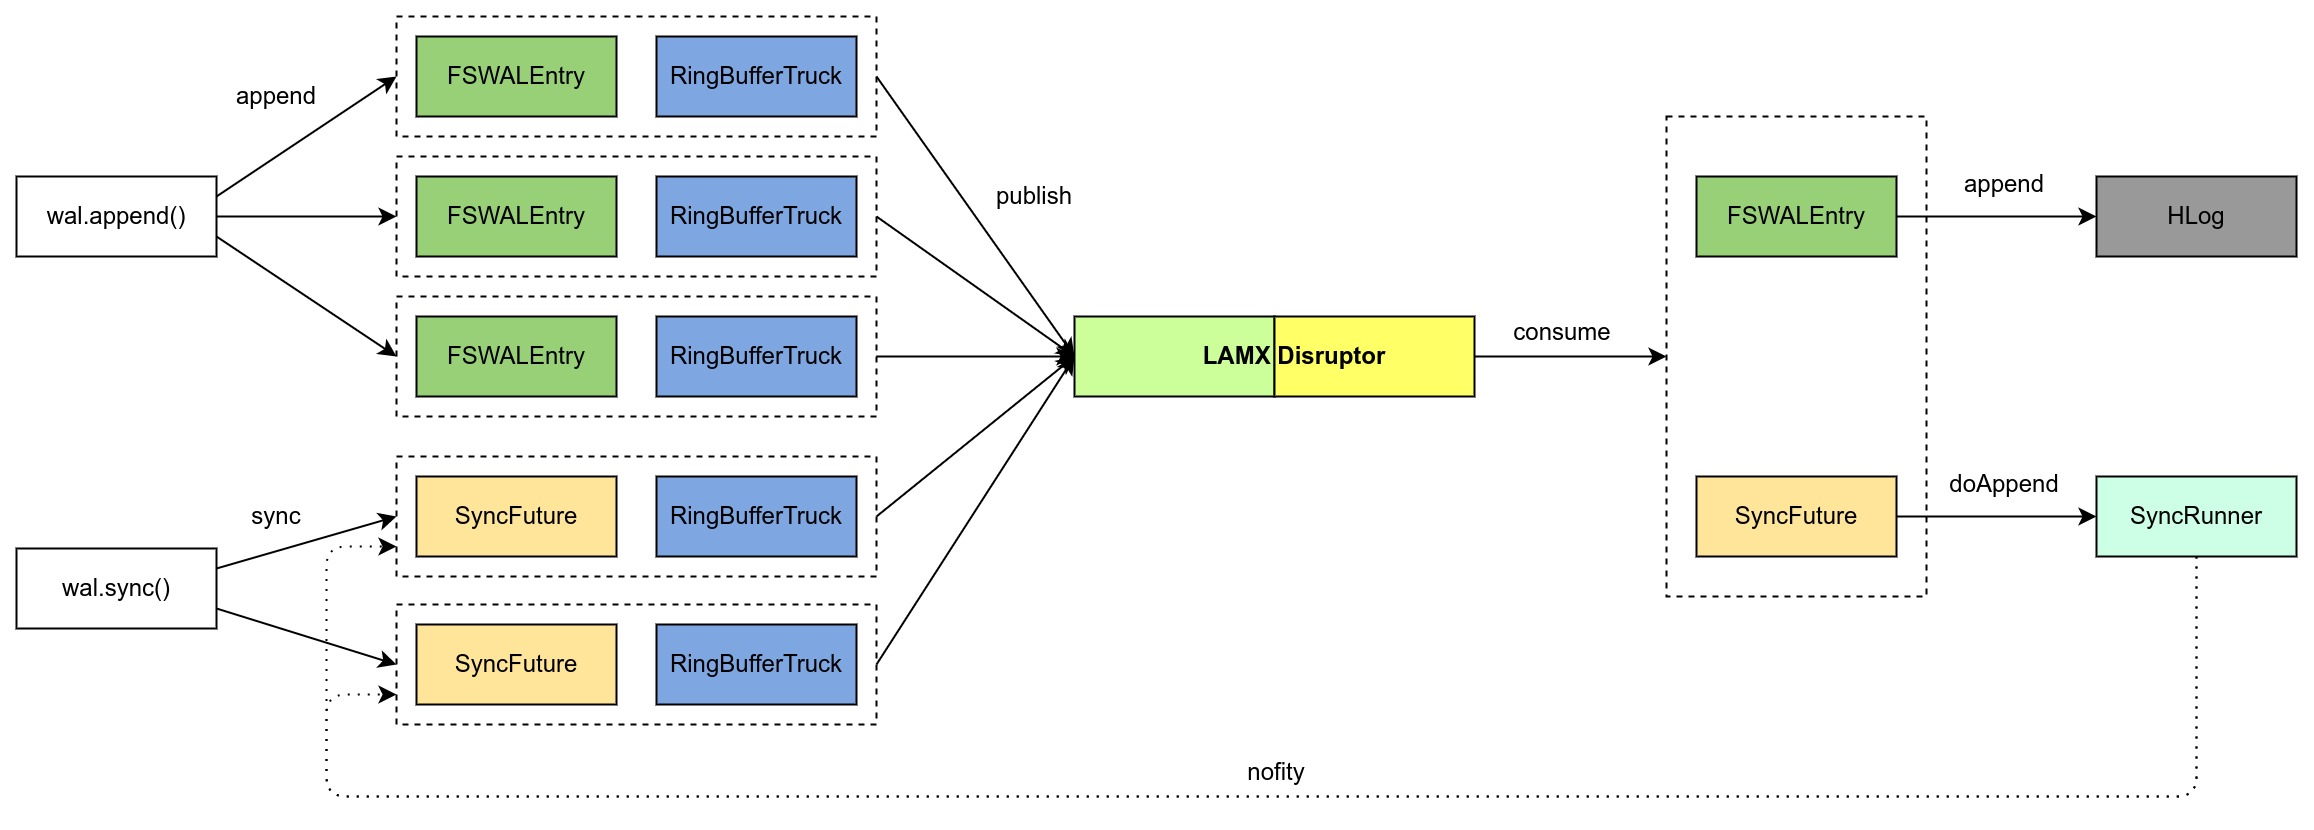 append
wal.append()
FSWALEntry
RingBufferTruck
FSWALEntry
RingBufferTruck
FSWALEntry
RingBufferTruck
sync
wal.sync()
SyncFuture
RingBufferTruck
SyncFuture
RingBufferTruck
publish
LAMX Disruptor
consume
FSWALEntry
append
HLog
SyncFuture
doAppend
SyncRunner
nofity